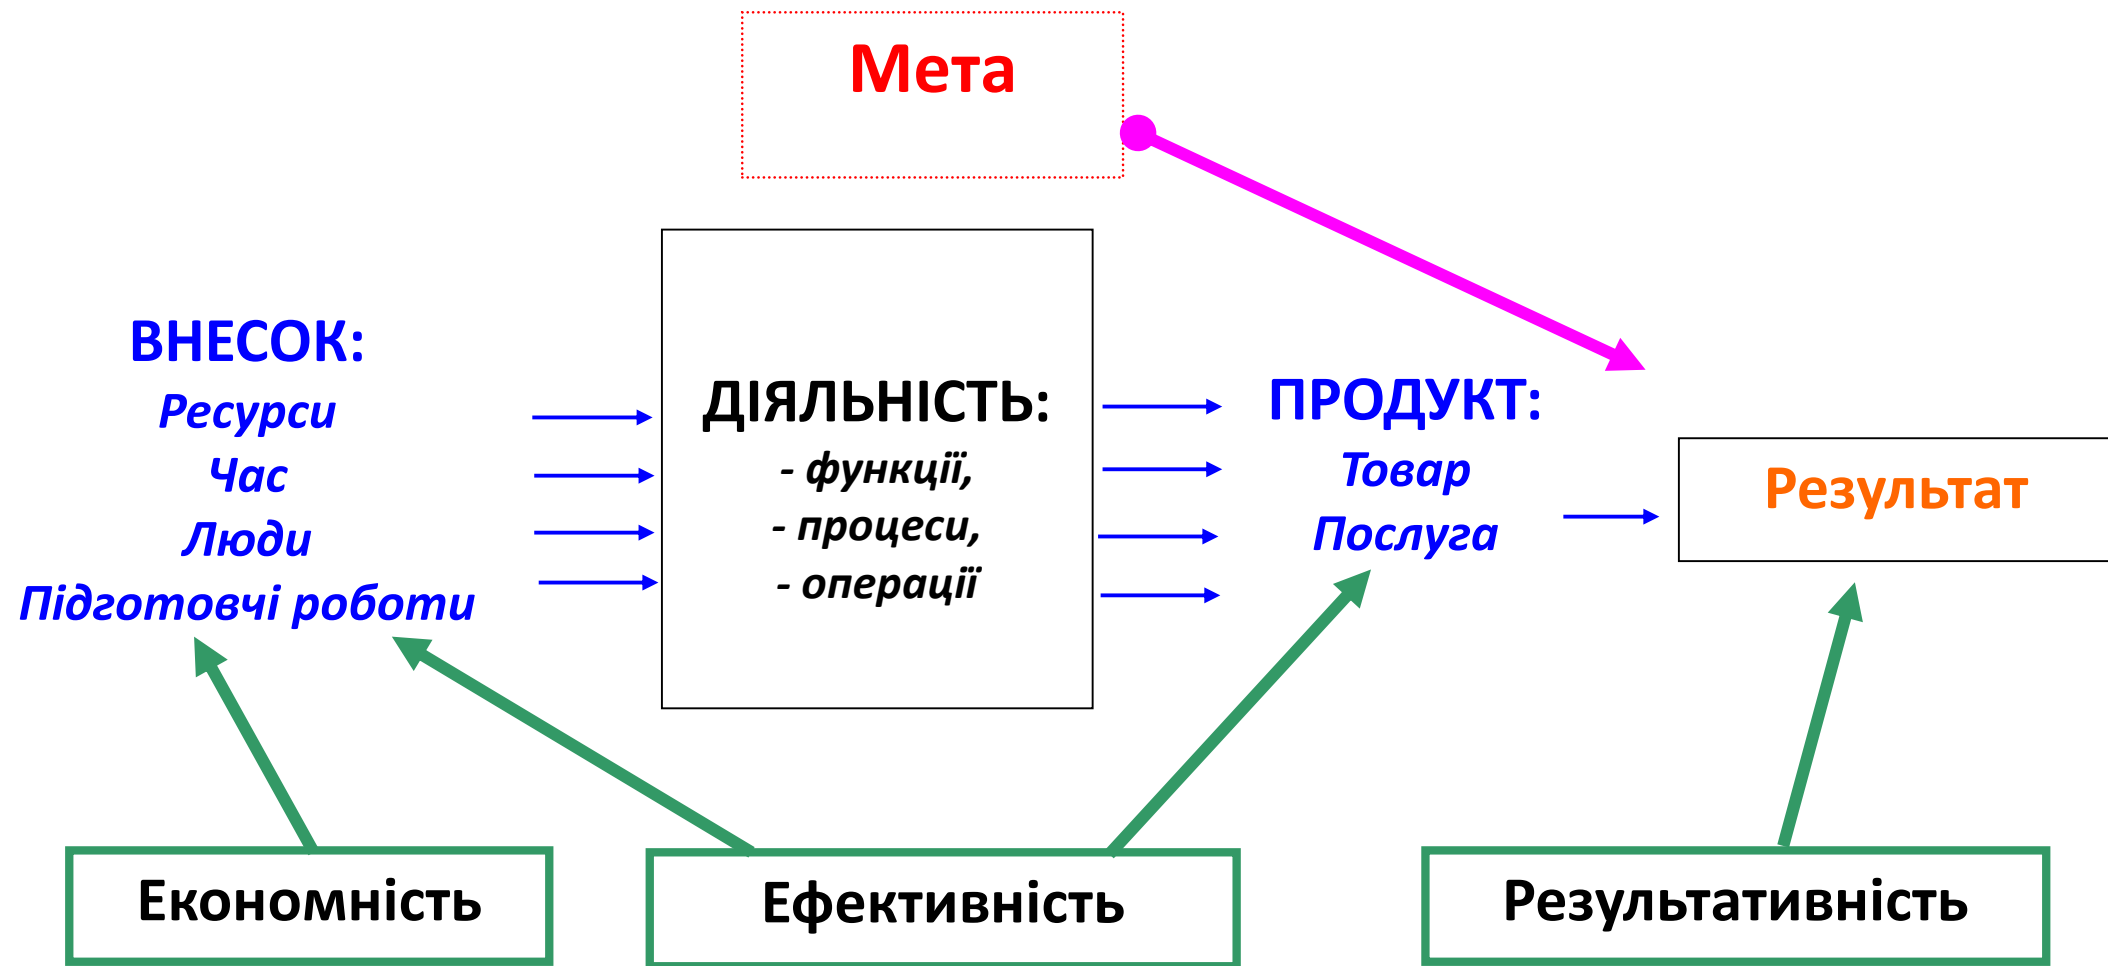 Мета
ВНЕСОК:
Ресурси
Час
Люди
Підготовчі роботи
ДІЯЛЬНІСТЬ:
- функції,
- процеси,
- операції
ПРОДУКТ:
Товар
Послуга
Результат
Економність
Ефективність
Результативність